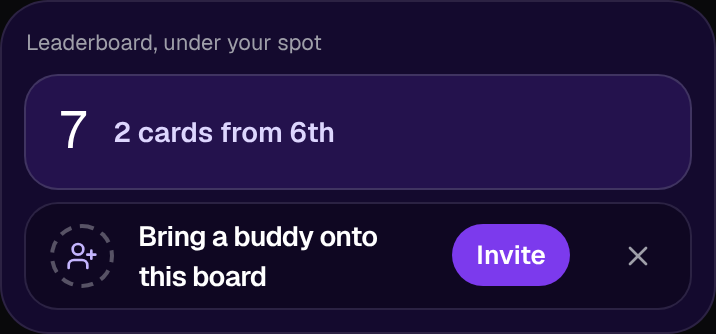 Leaderboard, under your spot
7 2 cards from 6th
Bring a buddy onto
this board
Invite